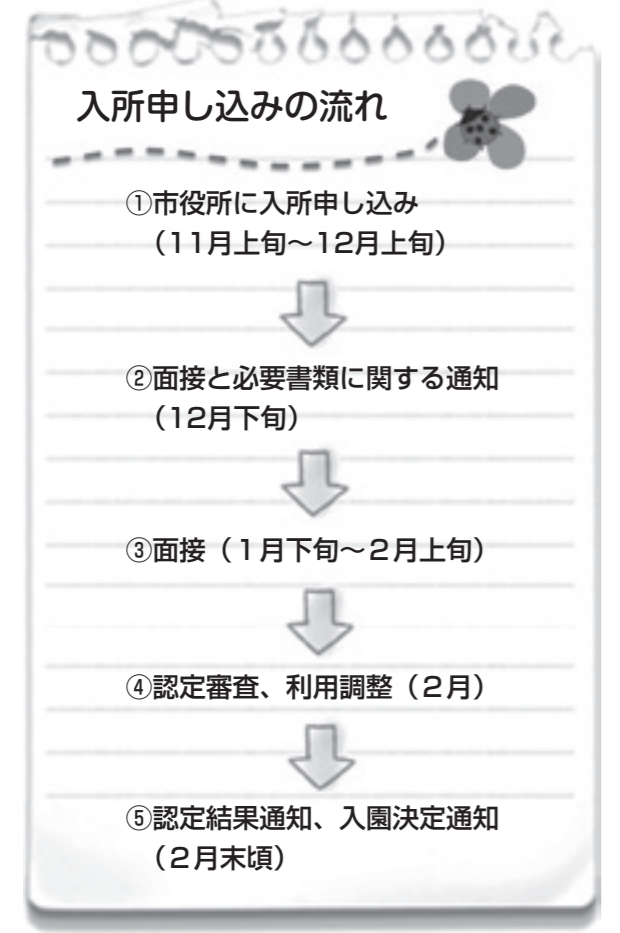 入所申し込みの流れ
①市役所に入所申し込み
（11月上旬～12月上旬）
②面接と必要書類に関する通知
（12月下旬）
③面接（１月下旬～２月上旬）
④認定審査、利用調整（２月）
⑤認定結果通知、入園決定通知
（２月末頃）